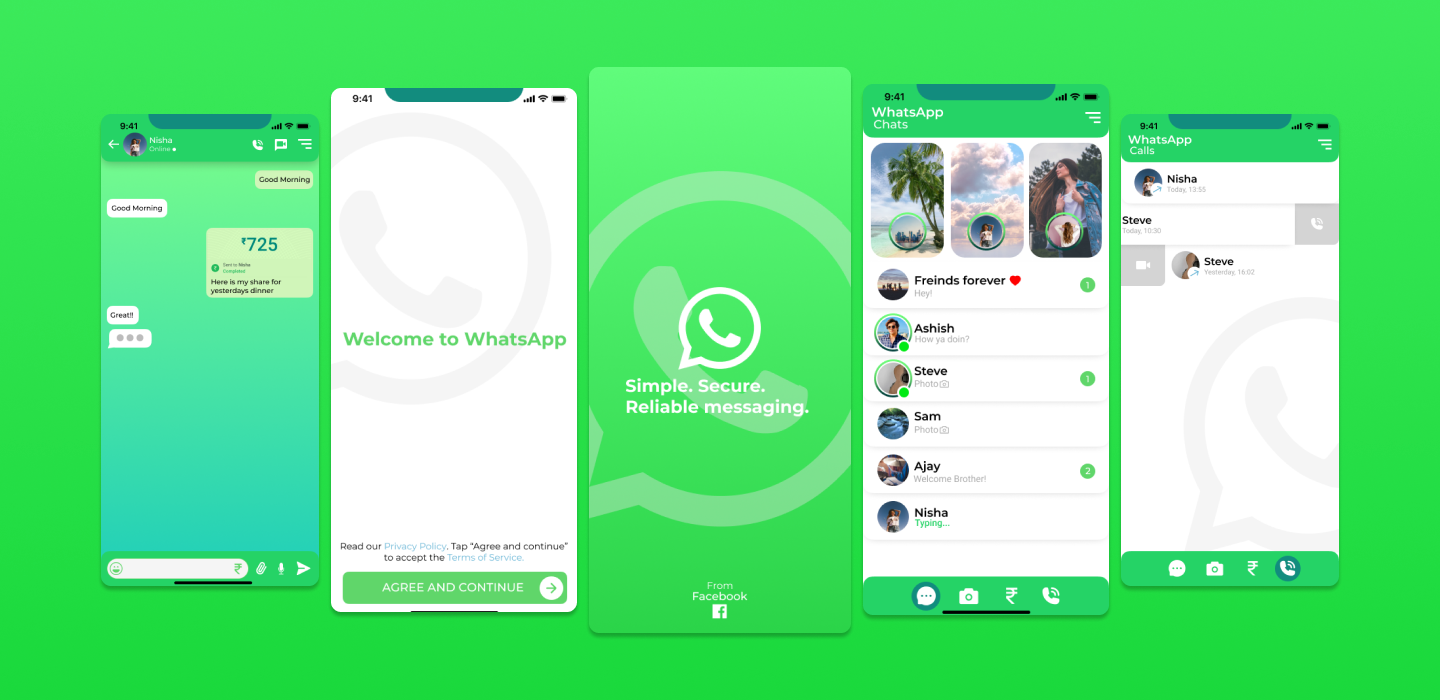 9:41
Nisha
Online
Good Morning
Good Morning
₹725
Sent to Nisha
Completed
Here is my share for
yesterdays dinner
Great!!
₹
9:41
Welcome to WhatsApp
Read our Privacy Policy. Tap “Agree and continue”
to accept the Terms of Service.
AGREE AND CONTINUE
Simple. Secure.
Reliable messaging.
From
Facebook
9:41
WhatsApp
Chats
Freinds forever
Hey!
1
Ashish
How ya doin?
Steve
Photo
1
Sam
Photo
Ajay
Welcome Brother!
2
Nisha
Typing...
₹
9:41
WhatsApp
Calls
Nisha
Today, 13:55
Steve
Today, 10:30
Steve
Yesterday, 16:02
₹